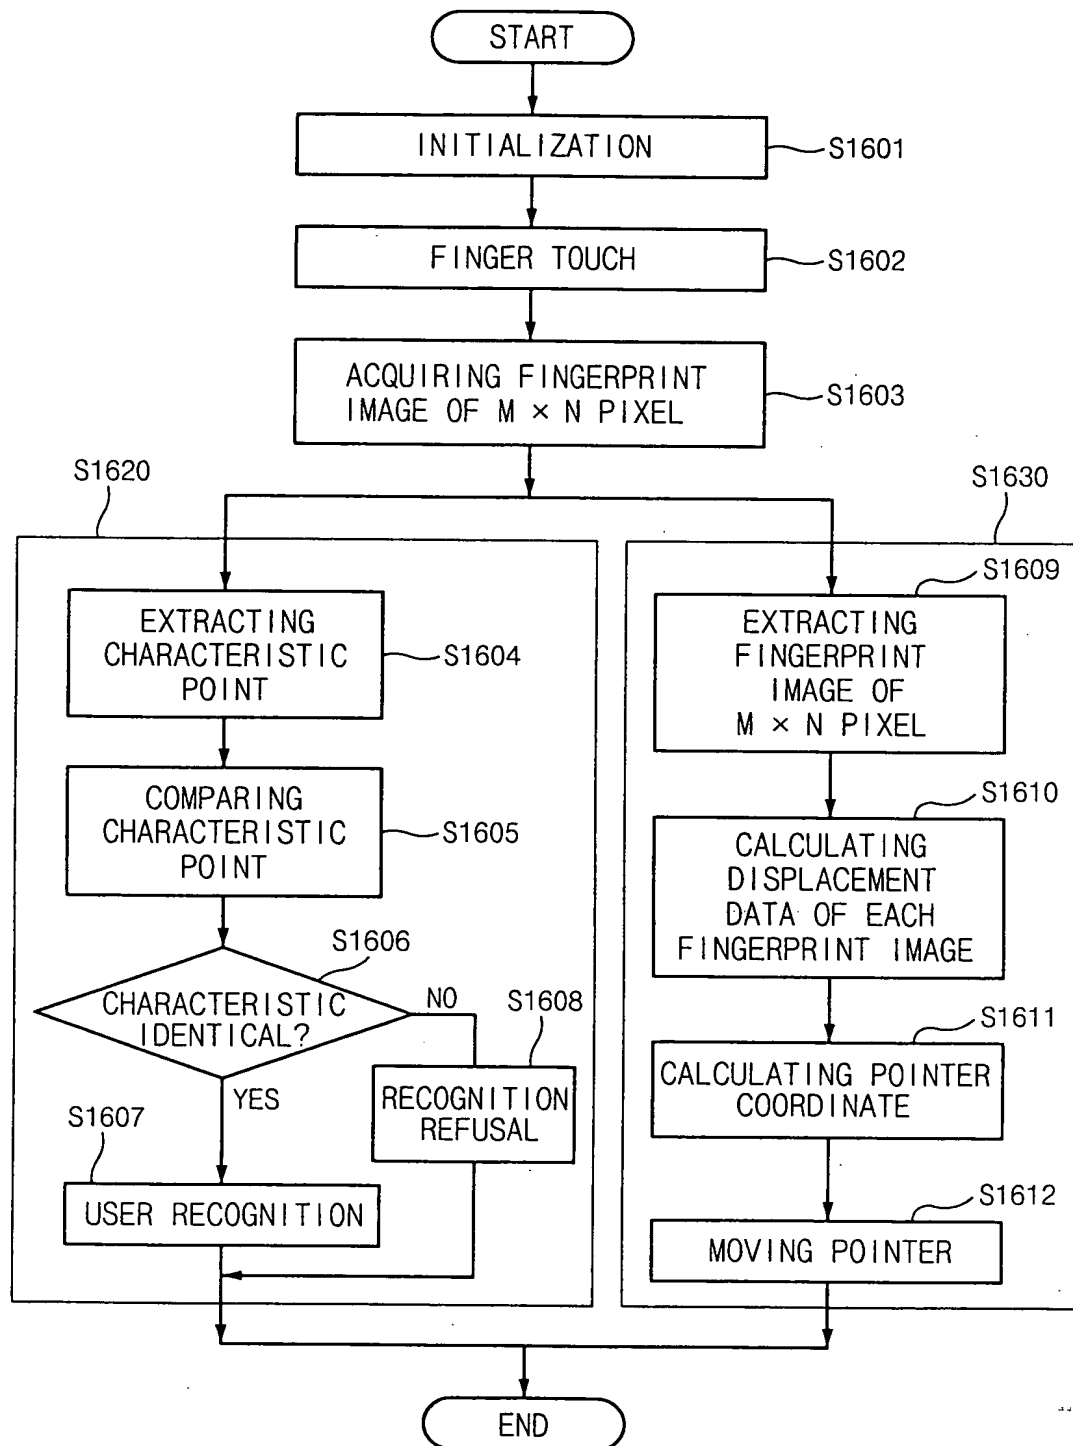 START
INITIALIZATION
S1601
FINGER TOUCH
S1602
ACQUIRING FINGERPRINT
IMAGE OF M × N PIXEL
S1603
S1620
EXTRACTING
CHARACTERISTIC
POINT
S1604
COMPARING
CHARACTERISTIC
POINT
S1605
S1606
CHARACTERISTIC
IDENTICAL?
NO
YES
S1608
RECOGNITION
REFUSAL
S1607
USER RECOGNITION
S1630
S1609
EXTRACTING
FINGERPRINT
IMAGE OF
M × N PIXEL
S1610
CALCULATING
DISPLACEMENT
DATA OF EACH
FINGERPRINT IMAGE
S1611
CALCULATING POINTER
COORDINATE
S1612
MOVING POINTER
END